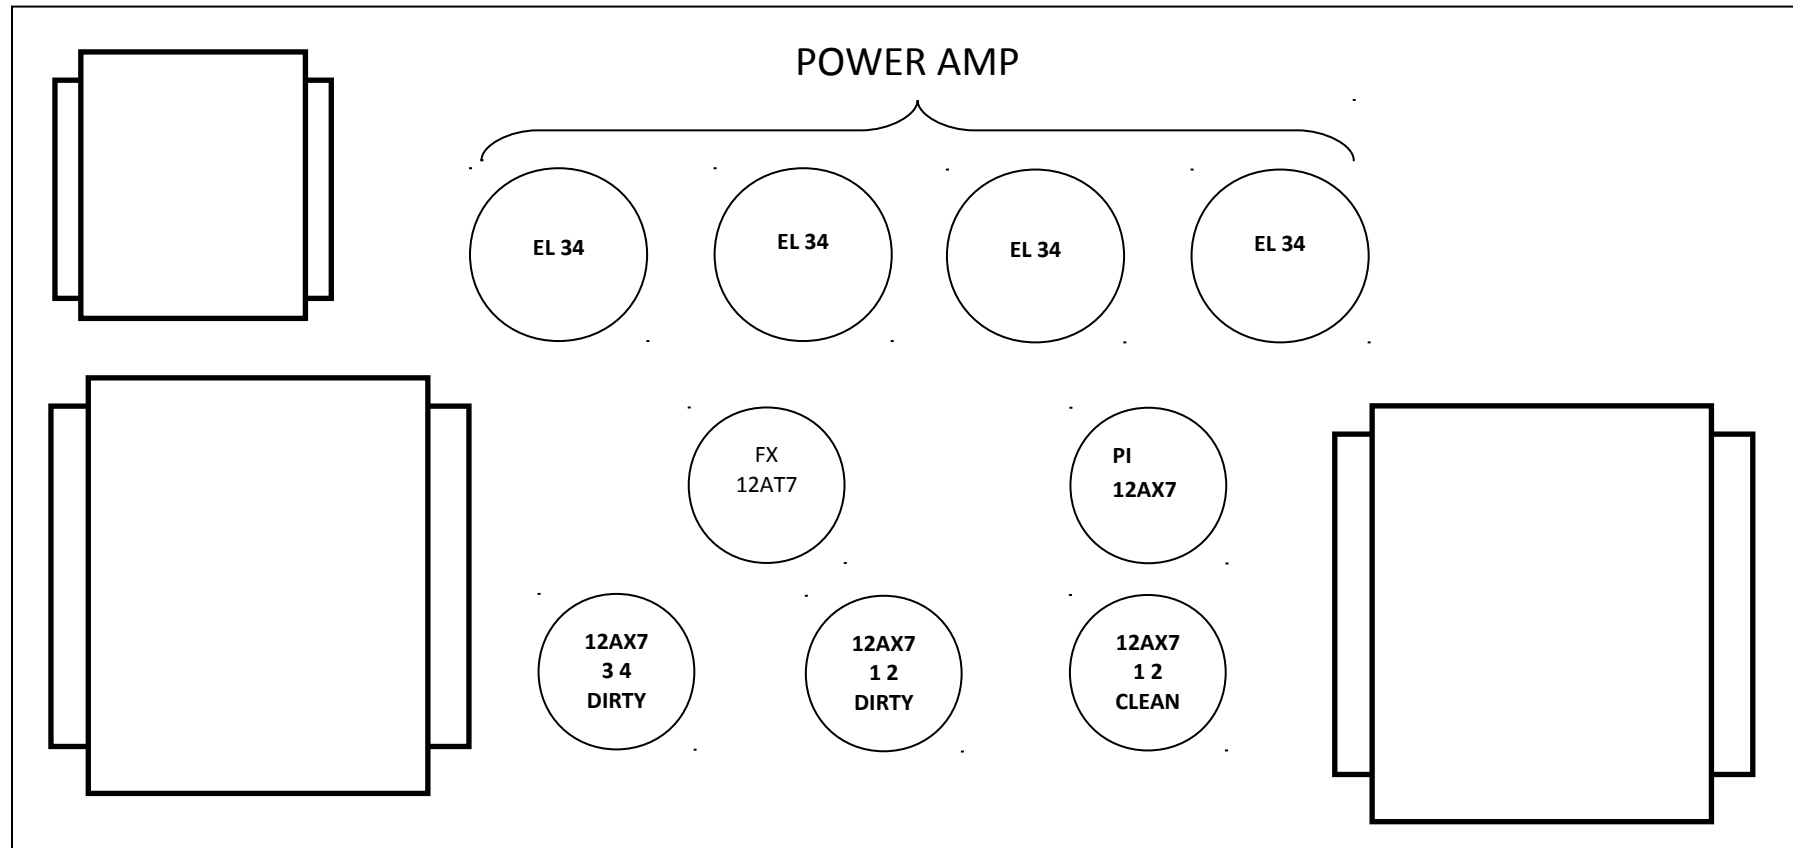 POWER AMP
EL 34
EL 34
EL 34
EL 34
FX
12AT7
PI
12AX7
12AX7
3 4
DIRTY
12AX7
1 2
DIRTY
12AX7
1 2
CLEAN